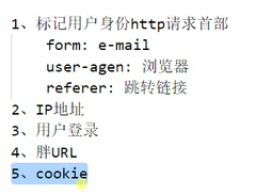 1、标记用户身份http请求首部
form: e-mail
user-agen: 浏览器
referer: 跳转链接
2、IP地址
3、用户登录
4、胖URL
5、cookie